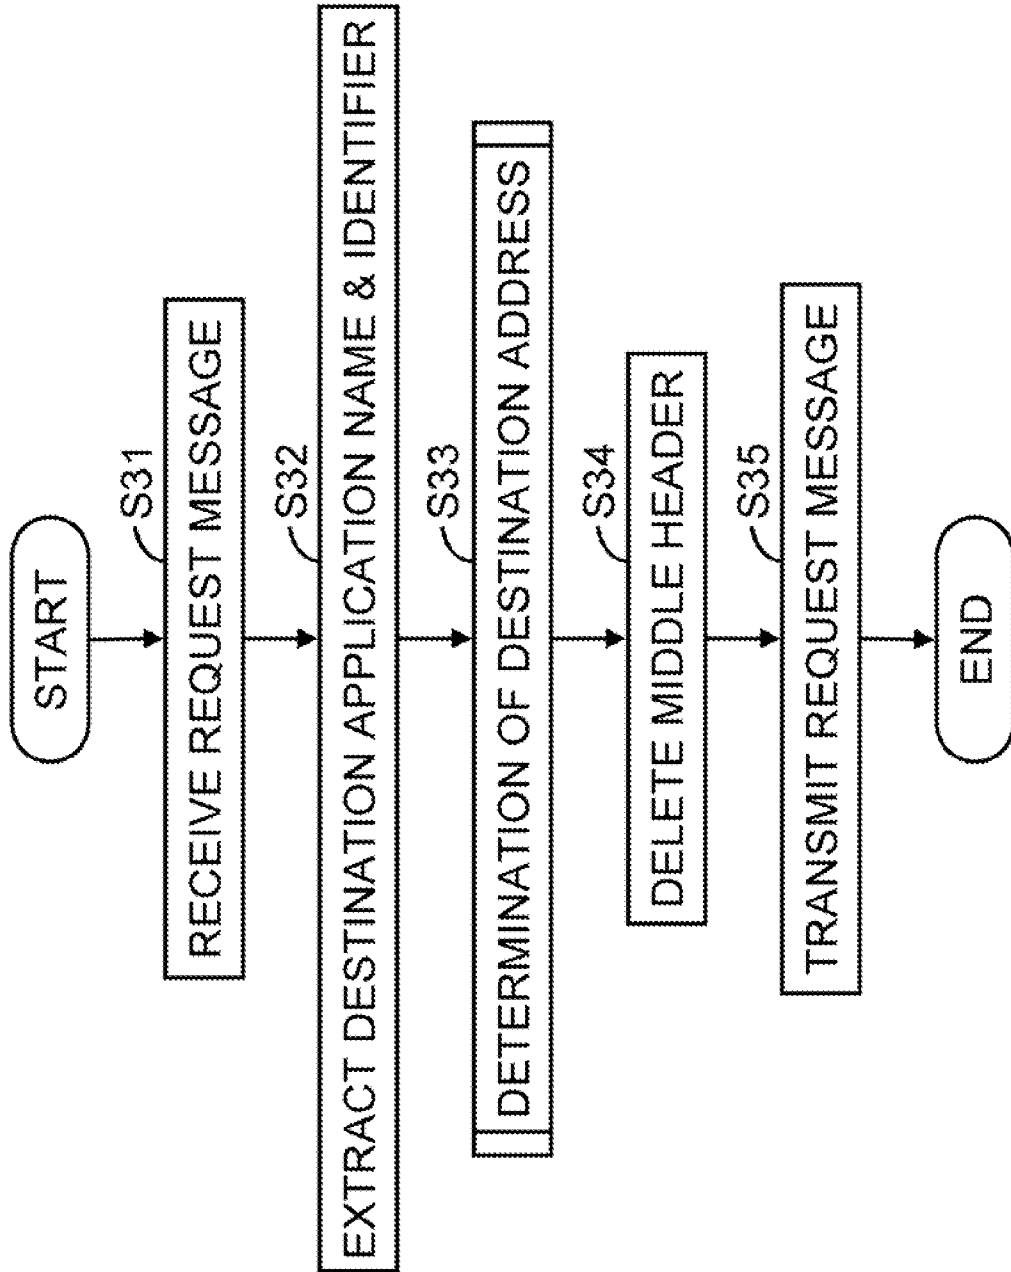 START
S31
RECEIVE REQUEST MESSAGE
S32
EXTRACT DESTINATION APPLICATION NAME & IDENTIFIER
S33
DETERMINATION OF DESTINATION ADDRESS
S34
DELETE MIDDLE HEADER
S35
TRANSMIT REQUEST MESSAGE
END